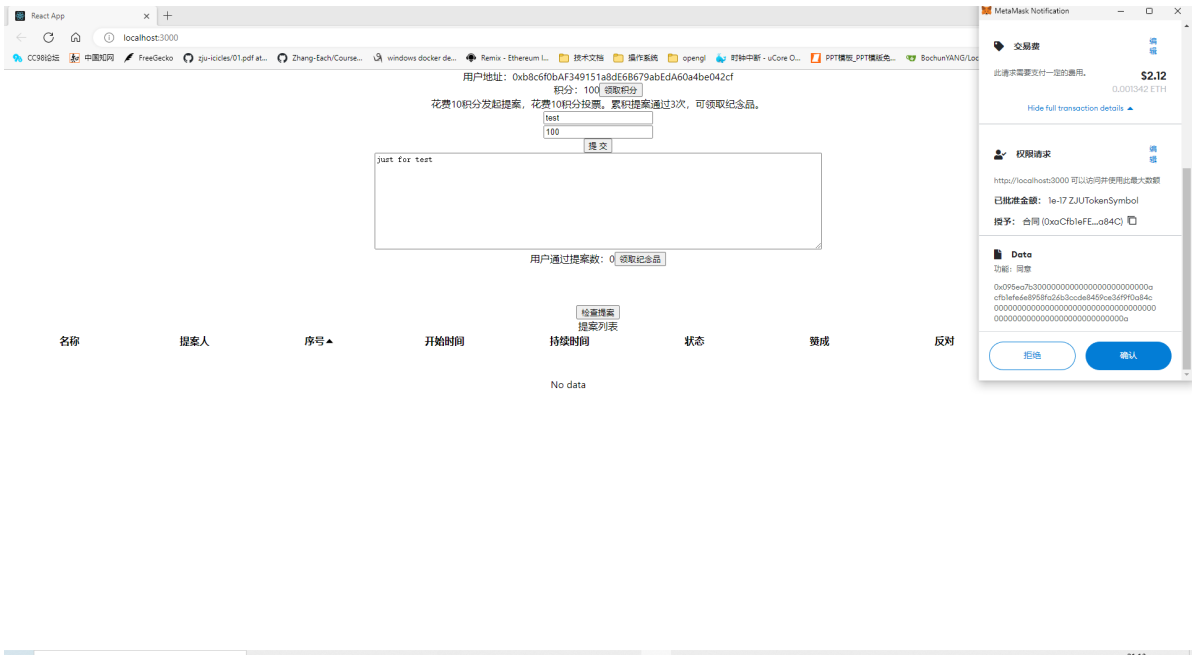 React App
MetaMask Notification
localhost:3000
CC98论坛 中国知网 FreeGecko zju-icicles/01.pdf at... Zhang-Each/Course... windows docker de... Remix - Ethereum I... 技术文档 操作系统 opengl 时钟中断 - uCore O... PPT模板_PPT模版免... BochunYANG/Loc
用户地址：0xb8c6f0bAF349151a8dE6B679abEdA60a4be042cf
积分：100 领取积分
花费10积分发起提案，花费10积分投票。累积提案通过3次，可领取纪念品。
test
100
提 交
just for test
用户通过提案数：0 领取纪念品
检查提案
提案列表
名称 提案人 序号 开始时间 持续时间 状态 赞成 反对
No data
交易费
编辑
此请求需要支付一定的费用。
$2.12
0.001342 ETH
Hide full transaction details
权限请求
编辑
http://localhost:3000 可以访问并使用此最大数额
已批准金额： 1e-17 ZJUTokenSymbol
授予： 合同 (0xaCfb1eFE...a84C)
Data
功能：同意
0x095ea7b3000000000000000000000000a
cfb1efe6e8958fa26b3ccde8459ce36f9f0a84c
拒绝
确认